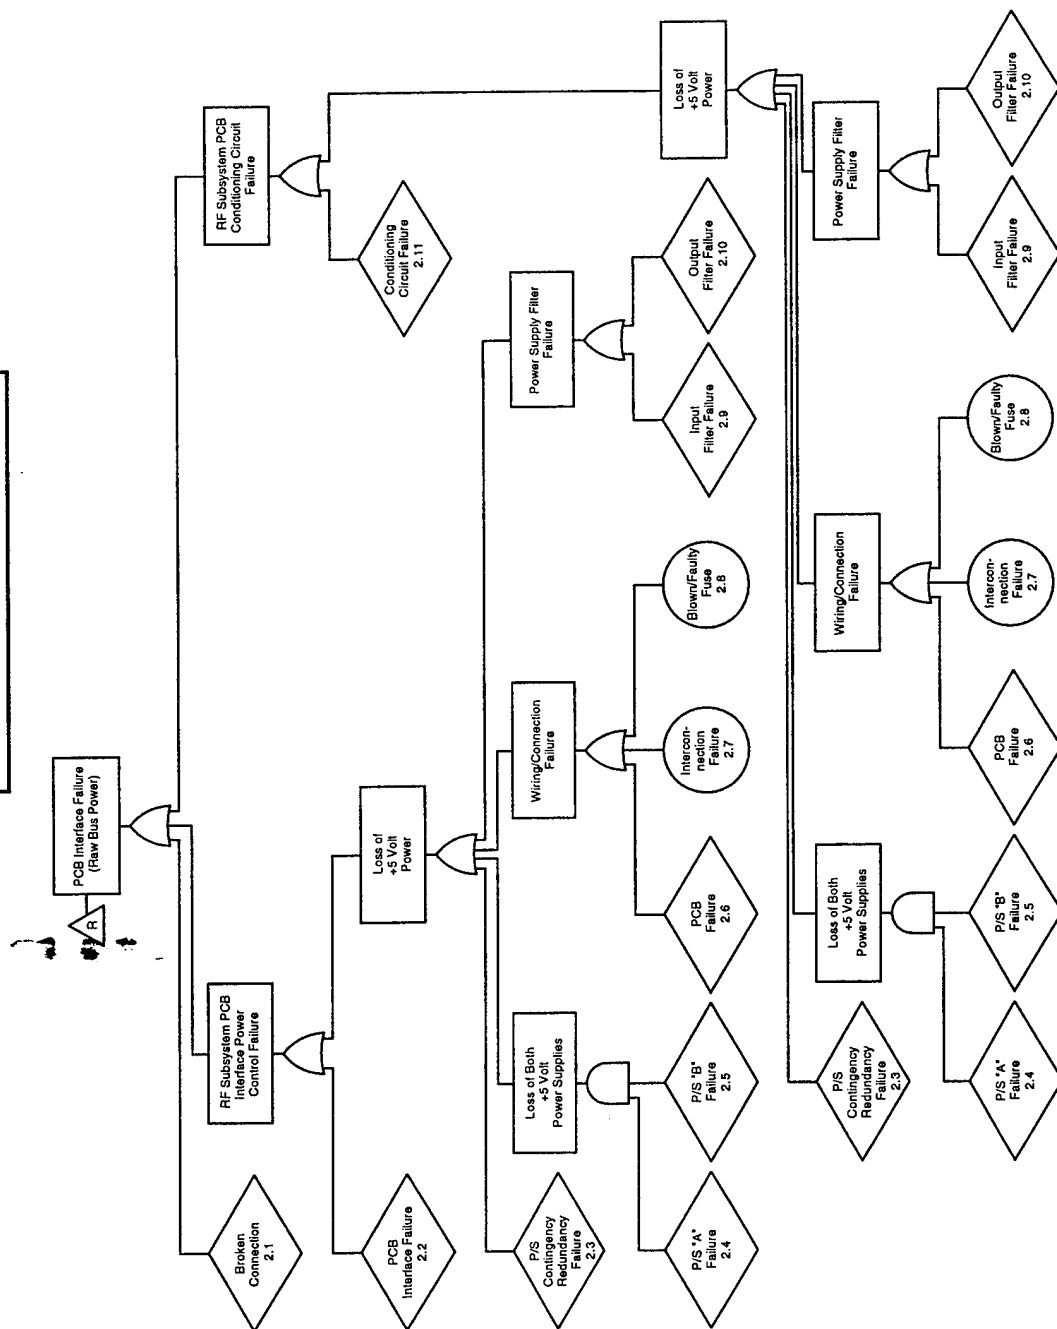 PCB Interface Failure
(Raw Bus Power)
R
Broken
Connection
2.1
RF Subsystem PCB
Interface Power
Control Failure
RF Subsystem PCB
Conditioning Circuit
Failure
PCB
Interface Failure
2.2
Loss of
+5 Volt
Power
Conditioning
Circuit Failure
2.11
P/S
Contingency
Redundancy
Failure
2.3
Loss of Both
+5 Volt
Power Supplies
Wiring/Connection
Failure
Power Supply Filter
Failure
Loss of
+5 Volt
Power
P/S "A"
Failure
2.4
P/S "B"
Failure
2.5
PCB
Failure
2.6
Intercon-
nection
Failure
2.7
Blown/Faulty
Fuse
2.8
Input
Filter Failure
2.9
Output
Filter Failure
2.10
P/S
Contingency
Redundancy
Failure
2.3
Loss of Both
+5 Volt
Power Supplies
Wiring/Connection
Failure
Power Supply Filter
Failure
P/S "A"
Failure
2.4
P/S "B"
Failure
2.5
PCB
Failure
2.6
Intercon-
nection
Failure
2.7
Blown/Faulty
Fuse
2.8
Input
Filter Failure
2.9
Output
Filter Failure
2.10